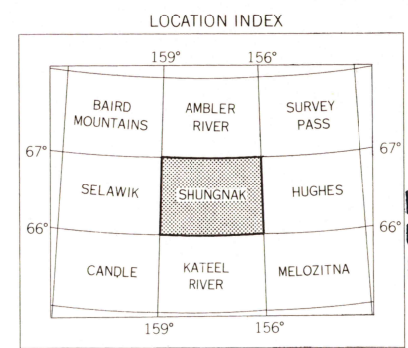 LOCATION INDEX
159° 156°
BAIRD MOUNTAINS
AMBLER RIVER
SURVEY PASS
67° 67°
SELAWIK
SHUNGNAK
HUGHES
66° 66°
CANDLE
KATEEL RIVER
MELOZITNA
159° 156°